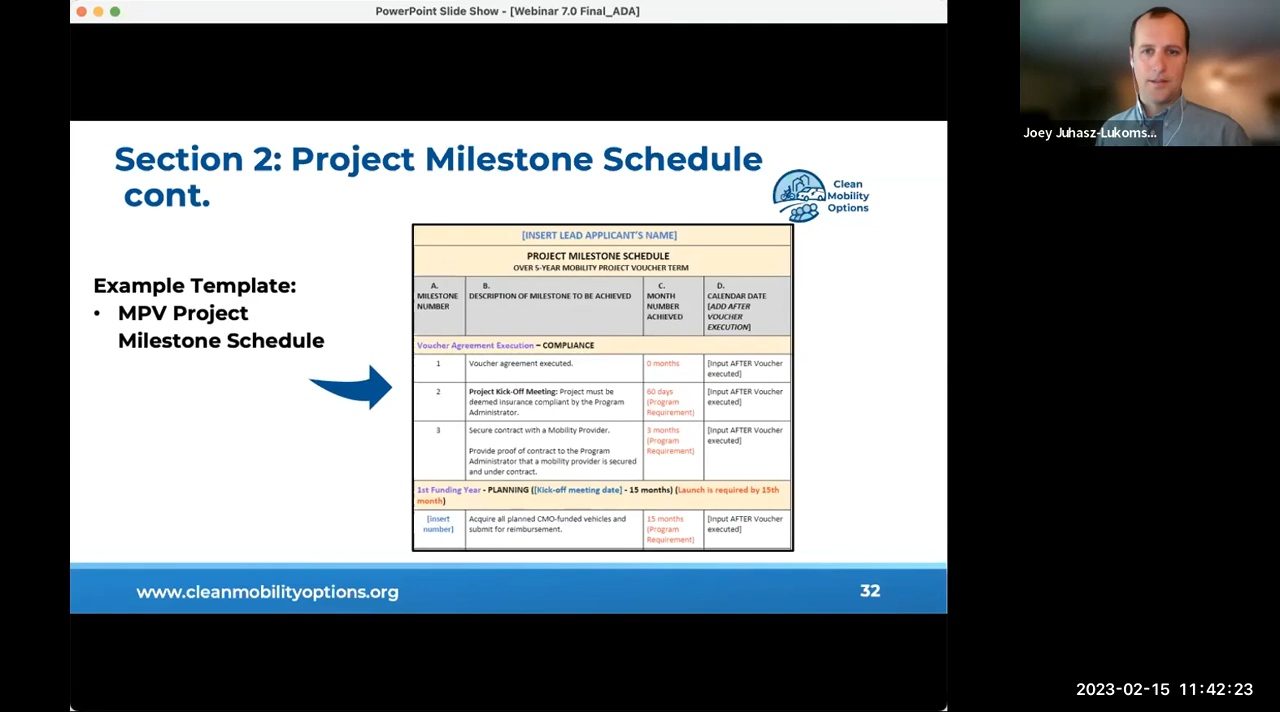 PowerPoint Slide Show - [Webinar 7.0 Final_ADA]
Joey Juhasz-Lukoms...
Section 2: Project Milestone Schedule
cont.
Clean
Mobility
Options
Example Template:
• MPV Project
Milestone Schedule
[INSERT LEAD APPLICANT'S NAME]
PROJECT MILESTONE SCHEDULE
OVER 5-YEAR MOBILITY PROJECT VOUCHER TERM
A.
MILESTONE
NUMBER
B.
DESCRIPTION OF MILESTONE TO BE ACHIEVED
C.
MONTH
NUMBER
ACHIEVED
D.
CALENDAR DATE
[ADD AFTER
VOUCHER
EXECUTION]
Voucher Agreement Execution – COMPLIANCE
1
Voucher agreement executed.
0 months
[Input AFTER Voucher
executed]
2
Project Kick-Off Meeting: Project must be
deemed insurance compliant by the Program
Administrator.
60 days
(Program
Requirement)
[Input AFTER Voucher
executed]
3
Secure contract with a Mobility Provider.
Provide proof of contract to the Program
Administrator that a mobility provider is secured
and under contract.
3 months
(Program
Requirement)
[Input AFTER Voucher
executed]
1st Funding Year - PLANNING ([Kick-off meeting date] - 15 months) (Launch is required by 15th
month)
[insert
number]
Acquire all planned CMO-funded vehicles and
submit for reimbursement.
15 months
(Program
Requirement)
[Input AFTER Voucher
executed]
www.cleanmobilityoptions.org
32
2023-02-15 11:42:23